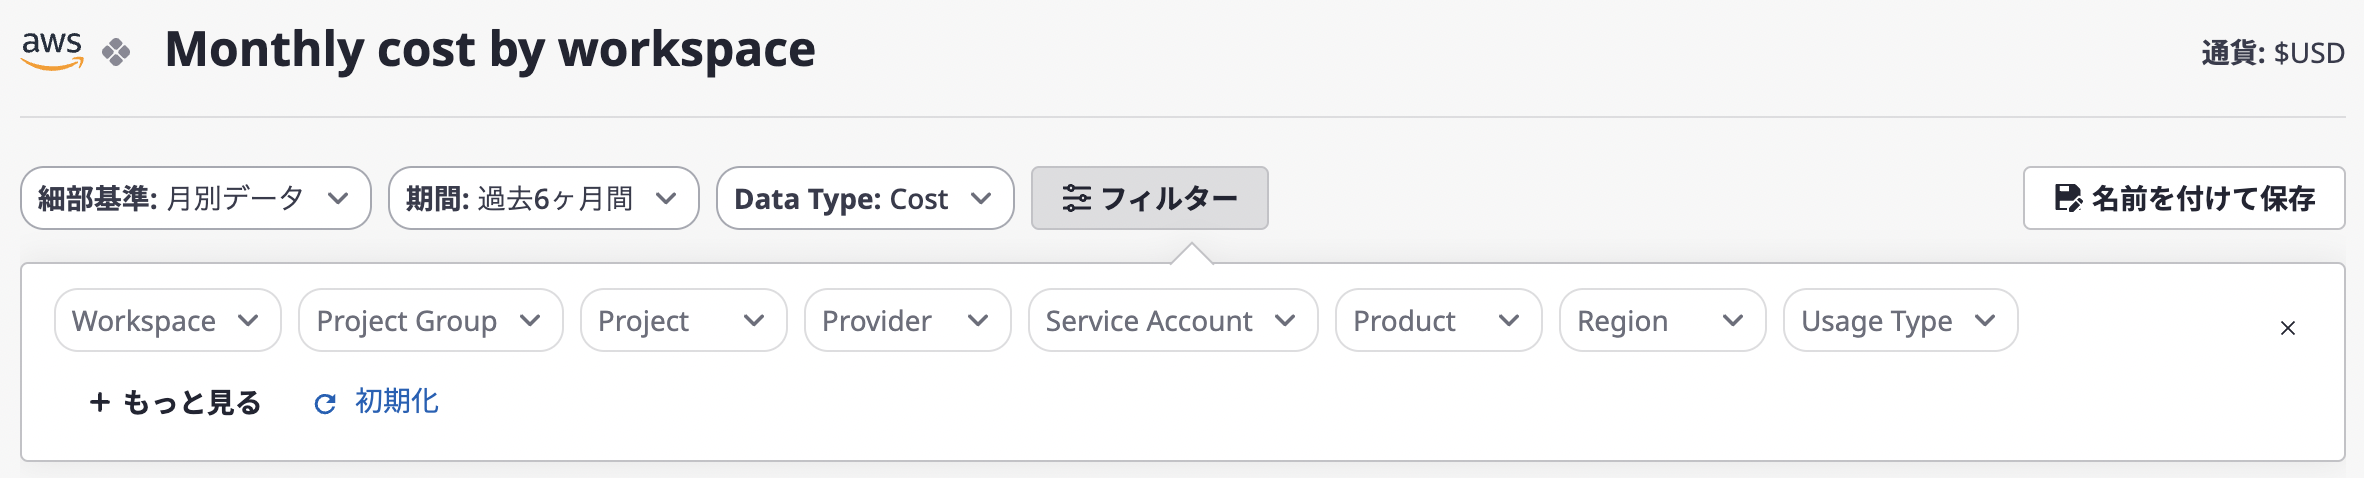 aws Monthly cost by workspace 通貨: $USD
細部基準: 月別データ 期間: 過去6ヶ月間 Data Type: Cost フィルター 名前を付けて保存
Workspace Project Group Project Provider Service Account Product Region Usage Type
+ もっと見る 初期化